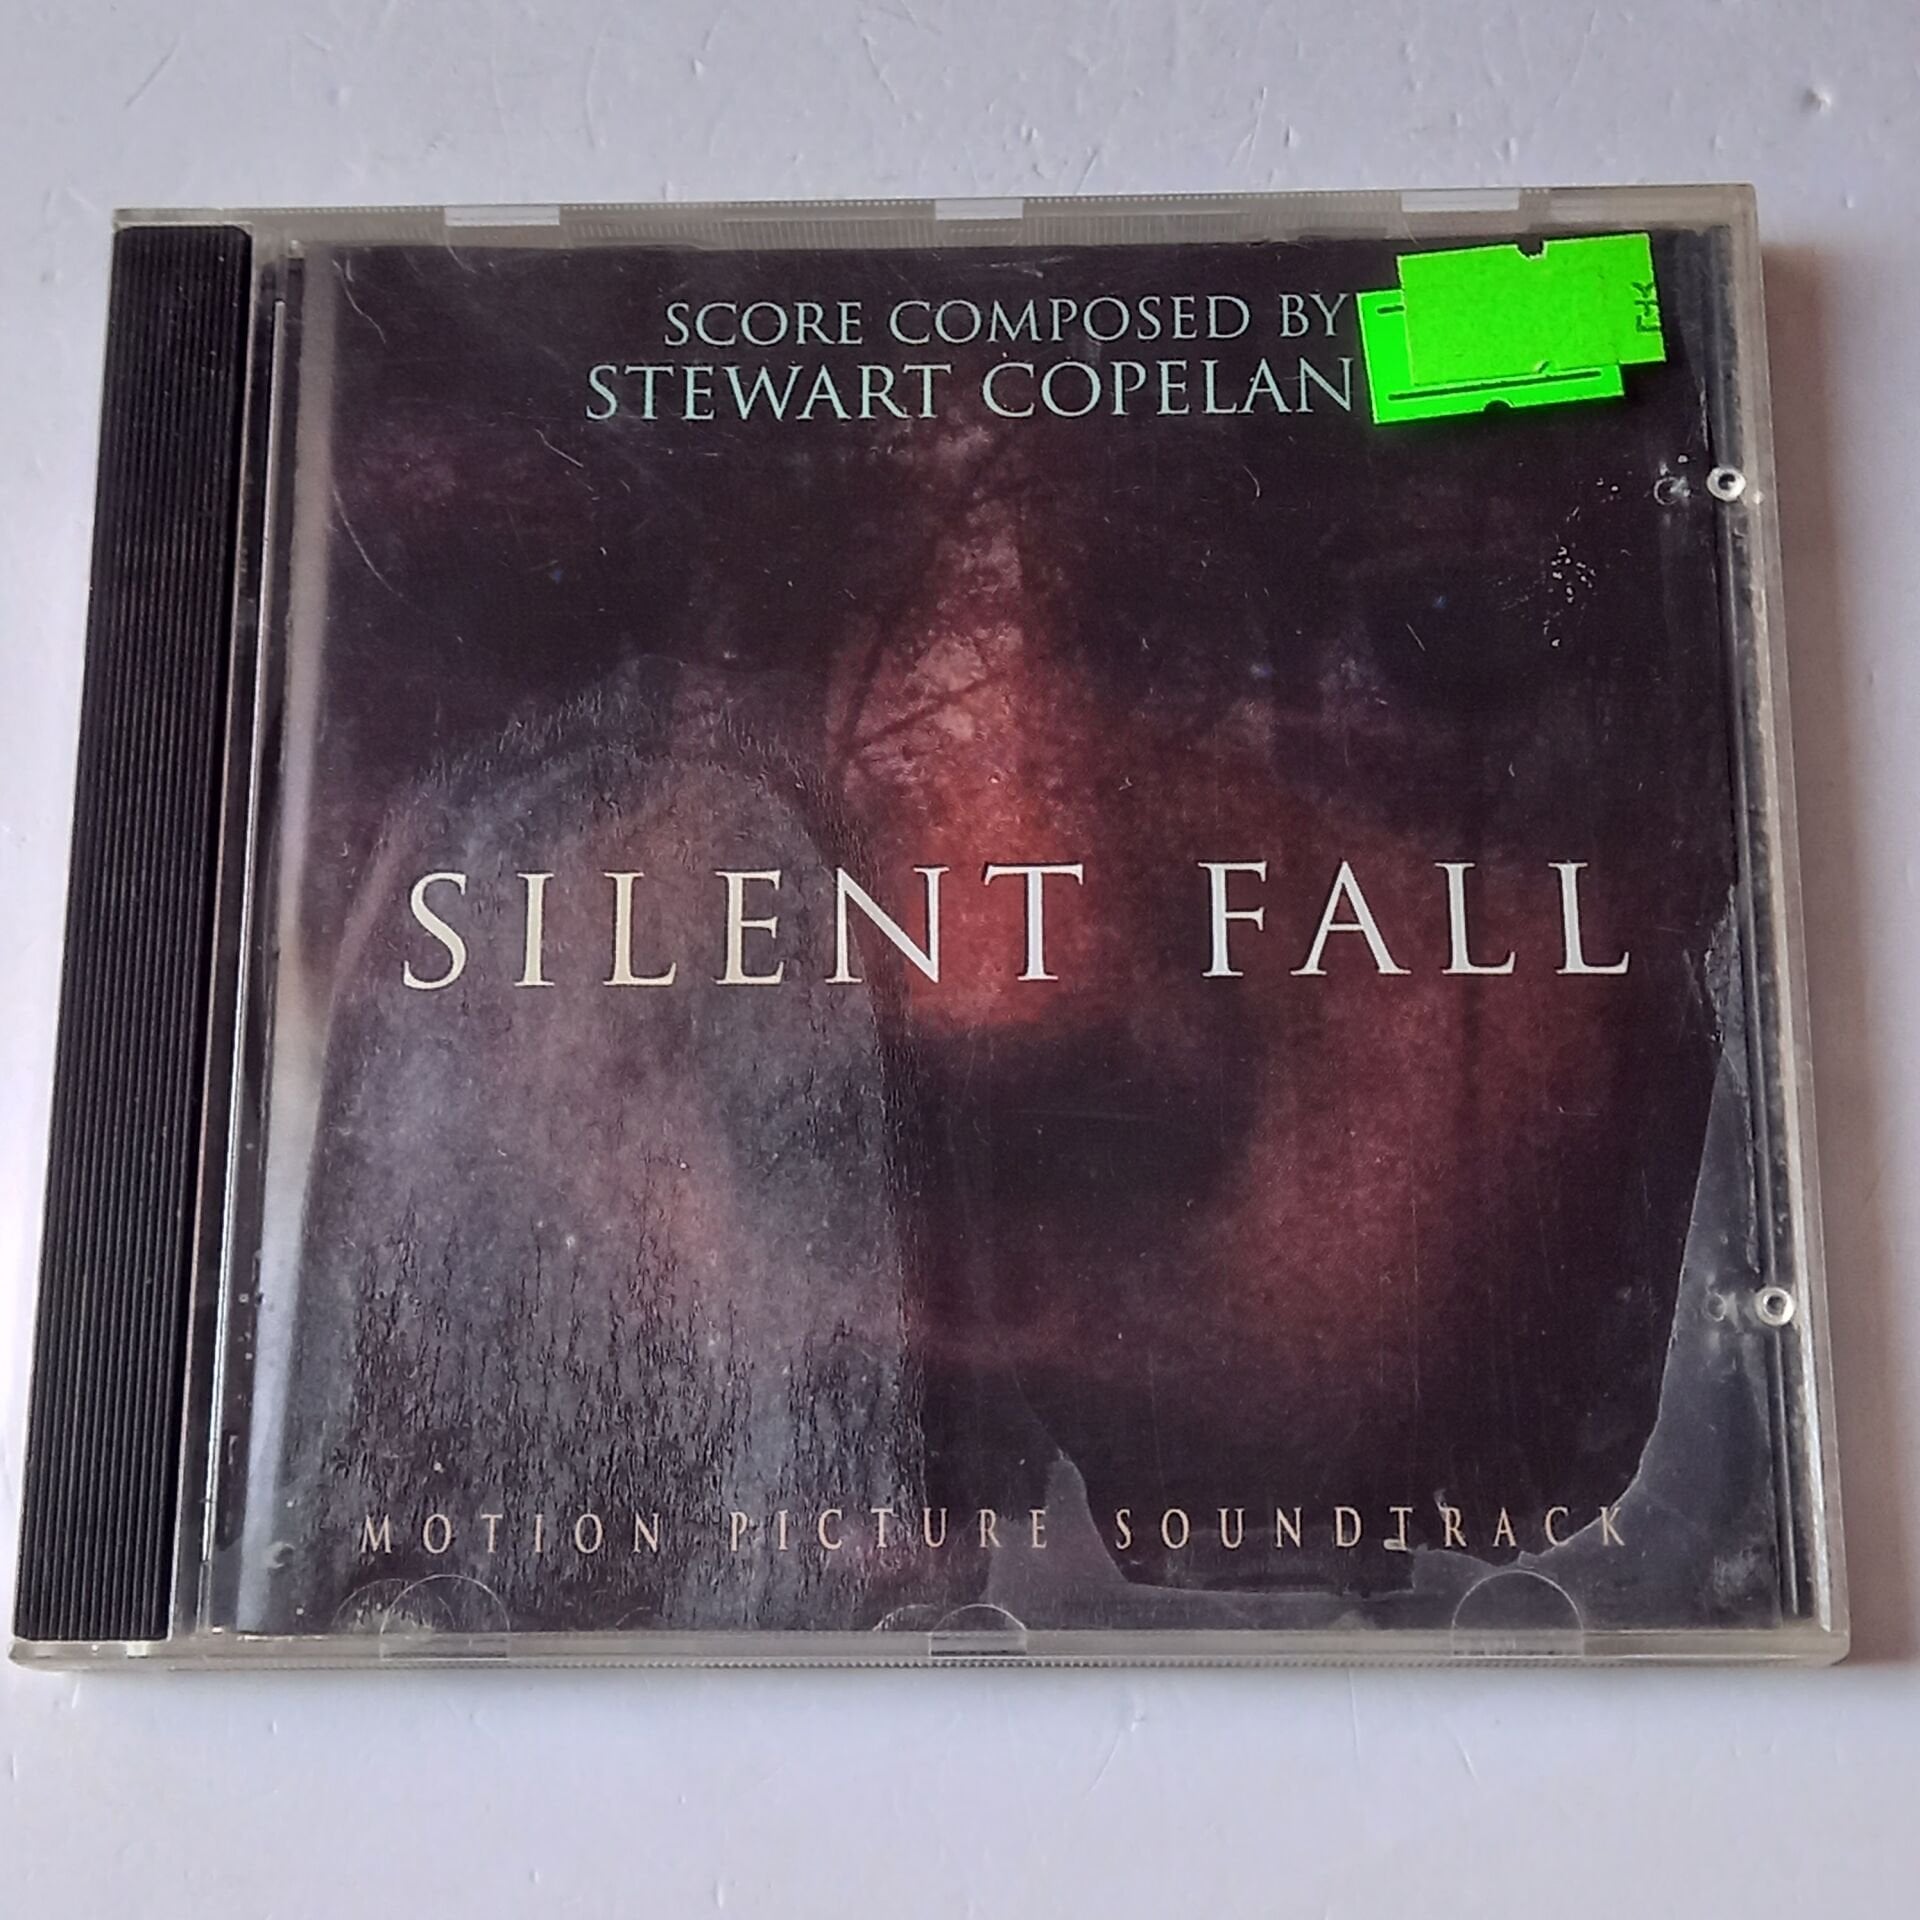 SCORE COMPOSED BY
STEWART COPELAN
SILENT FALL
MOTION PICTURE SOUNDTRACK